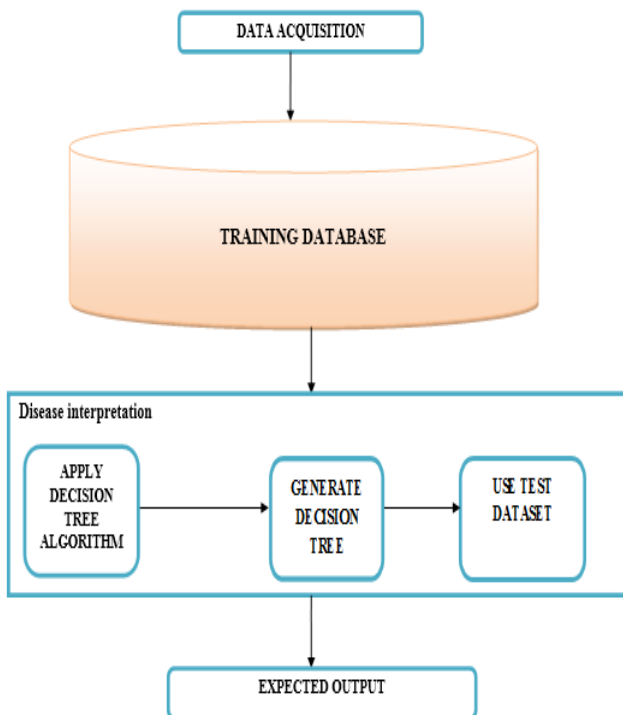 DATA ACQUISITION
TRAINING DATABASE
Disease interpretation
APPLY
DECISION
TREE
ALGORITHM
GENERATE
DECISION
TREE
USE TEST
DATASET
EXPECTED OUTPUT